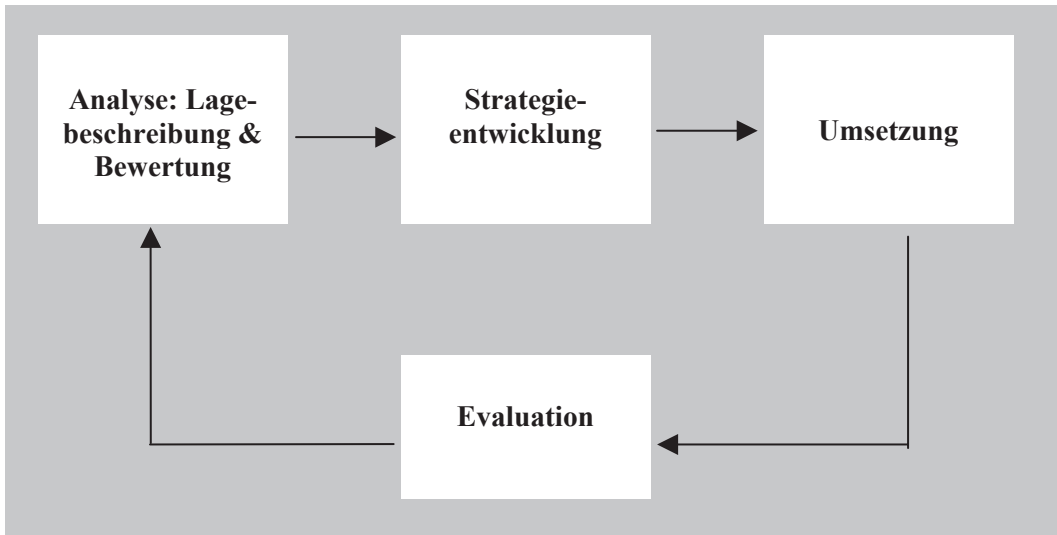 Analyse: Lage-
beschreibung &
Bewertung
Strategie-
entwicklung
Umsetzung
Evaluation